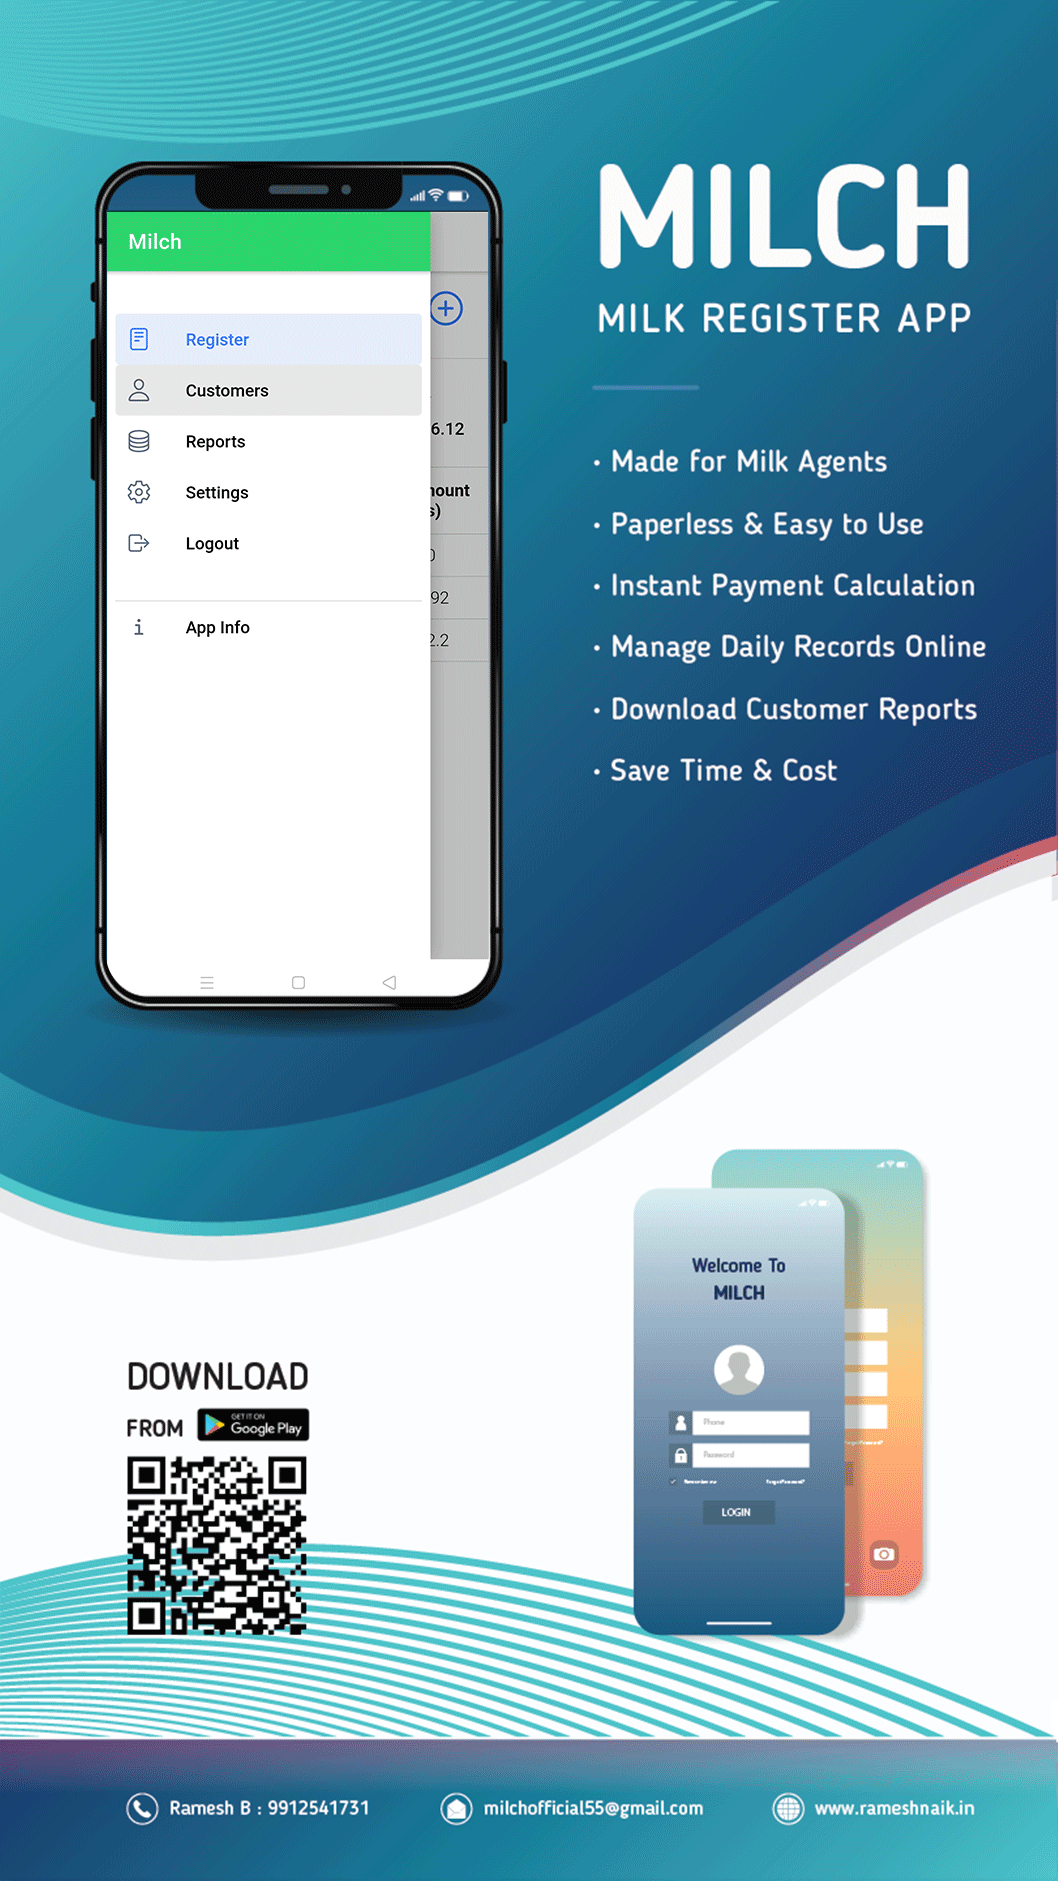 MILCH
MILK REGISTER APP
• Made for Milk Agents
• Paperless & Easy to Use
• Instant Payment Calculation
• Manage Daily Records Online
• Download Customer Reports
• Save Time & Cost
Milch
Register
Customers
Reports
Settings
Logout
App Info
6.12
ount
s)
0
92
2.2
Welcome To
MILCH
Phone
Password
Forgot Password?
LOGIN
DOWNLOAD
FROM
GET IT ON
Google Play
Ramesh B : 9912541731
milchofficial55@gmail.com
www.rameshnaik.in